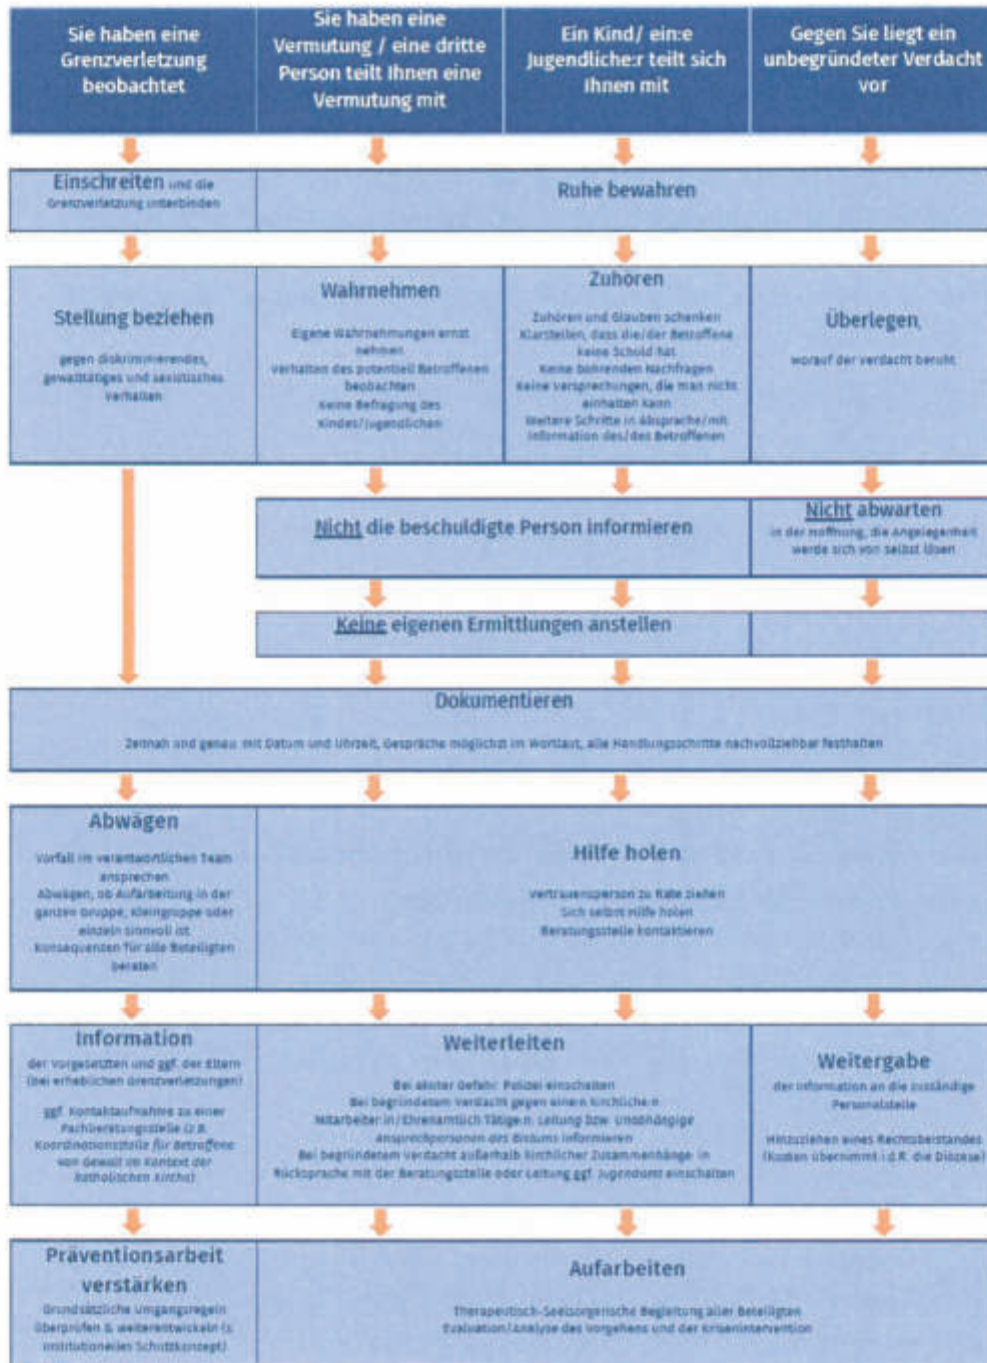 Sie haben eine
Grenzverletzung
beobachtet
Sie haben eine
Vermutung / eine dritte
Person teilt Ihnen eine
Vermutung mit
Ein Kind/ ein:e
Jugendliche:r teilt sich
Ihnen mit
Gegen Sie liegt ein
unbegründeter Verdacht
vor
Einschreiten und die
Grenzverletzung unterbinden
Ruhe bewahren
Stellung beziehen
gegen diskriminierendes,
gewalttätiges und sexistisches
Verhalten
Wahrnehmen
Eigene Wahrnehmungen ernst
nehmen
Verhalten des potentiell Betroffenen
beobachten
Keine Befragung des
Kindes/Jugendlichen
Zuhören
Zuhören und Glauben schenken
Klarstellen, dass die/der Betroffene
keine Schuld hat
Keine bohrenden Nachfragen
Keine Versprechungen, die man nicht
einhalten kann
Weitere Schritte in Absprache/mit
Information des/des Betroffenen
Überlegen,
worauf der Verdacht beruht
Nicht die beschuldigte Person informieren
Nicht abwarten
in der Hoffnung, die Angelegenheit
werde sich von selbst lösen
Keine eigenen Ermittlungen anstellen
Dokumentieren
Zeitnah und genau mit Datum und Uhrzeit, Gespräche möglichst im Wortlaut, alle Handlungsschritte nachvollziehbar festhalten
Abwägen
Vorfall im verantwortlichen Team
ansprechen
Abwägen, ob Aufarbeitung in der
ganzen Gruppe, Kleingruppe oder
einzeln sinnvoll ist
Konsequenzen für alle Beteiligten
beraten
Hilfe holen
Vertrauensperson zu Rate ziehen
Sich selbst Hilfe holen
Beratungsstelle kontaktieren
Information
der Vorgesetzten und ggf. der Eltern
(bei erheblichen Grenzverletzungen)
ggf. Kontaktaufnahme zu einer
Fachberatungsstelle (z.B.
Koordinationsstelle für Betroffene
von Gewalt im Kontext der
katholischen Kirche)
Weiterleiten
Bei akuter Gefahr: Polizei einschalten
Bei begründetem Verdacht gegen einen kirchliche:n
Mitarbeiter:in/Ehrenamtlich Tätige:n: Leitung bzw. Unabhängige
Ansprechpersonen des Bistums informieren
Bei begründetem Verdacht außerhalb kirchlicher Zusammenhänge: in
Rücksprache mit der Beratungsstelle oder Leitung ggf. Jugendamt einschalten
Weitergabe
der Information an die zuständige
Personalstelle
Hinzuziehen eines Rechtsbeistandes
(Kosten übernimmt i.d.R. die Diözese)
Präventionsarbeit
verstärken
Grundsätzliche Umgangsregeln
überprüfen & weiterentwickeln (s.
Institutionelles Schutzkonzept)
Aufarbeiten
Therapeutisch-Seelsorgerische Begleitung aller Beteiligten
Evaluation/Analyse des Vorgehens und der Krisenintervention